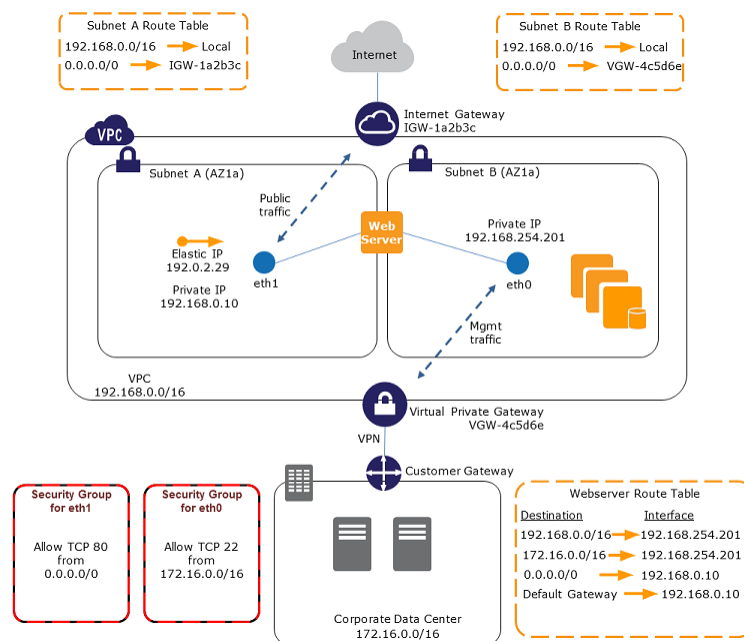 Subnet A Route Table
192.168.0.0/16 Local
0.0.0.0/0 IGW-1a2b3c
Internet
Subnet B Route Table
192.168.0.0/16 Local
0.0.0.0/0 VGW-4c5d6e
Internet Gateway
IGW-1a2b3c
VPC
Subnet A (AZ1a)
Subnet B (AZ1a)
Public
traffic
Web
Server
Private IP
192.168.254.201
Elastic IP
192.0.2.29
eth1
eth0
Private IP
192.168.0.10
Mgmt
traffic
VPC
192.168.0.0/16
Virtual Private Gateway
VGW-4c5d6e
VPN
Customer Gateway
Security Group
for eth1
Allow TCP 80
from
0.0.0.0/0
Security Group
for eth0
Allow TCP 22
from
172.16.0.0/16
Corporate Data Center
172.16.0.0/16
Webserver Route Table
Destination Interface
192.168.0.0/16 192.168.254.201
172.16.0.0/16 192.168.254.201
0.0.0.0/0 192.168.0.10
Default Gateway 192.168.0.10